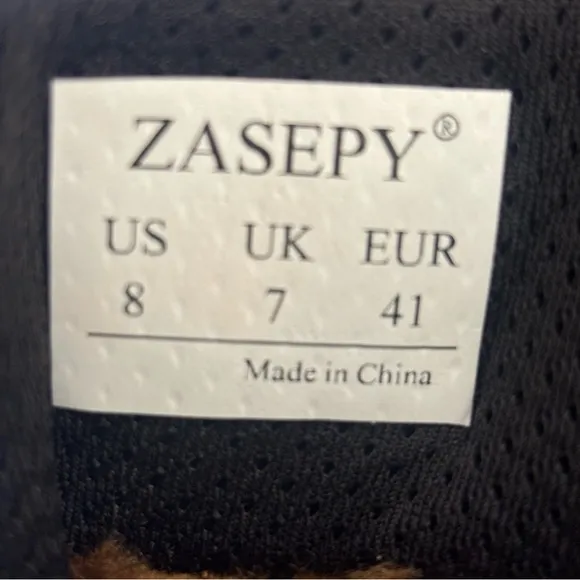 ZASEPY®
US UK EUR
8 7 41
Made in China